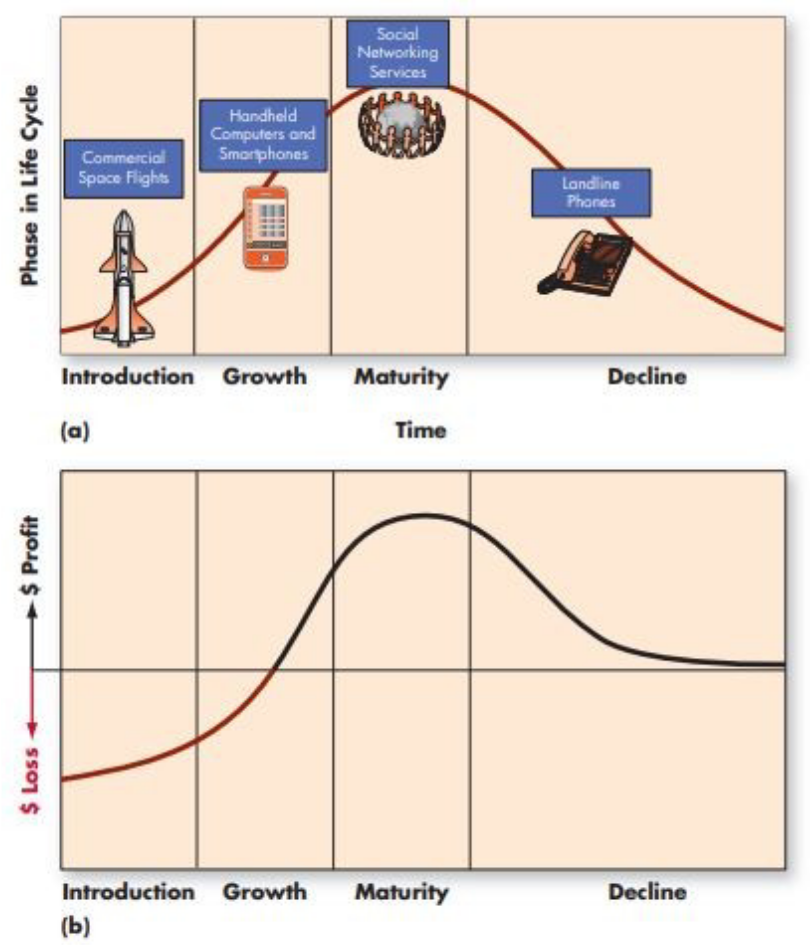 Phase in Life Cycle
Commercial
Space Flights
Handheld
Computers and
Smartphones
Social
Networking
Services
Landline
Phones
Introduction
Growth
Maturity
Decline
(a)
Time
$ Profit
$ Loss
Introduction
Growth
Maturity
Decline
(b)